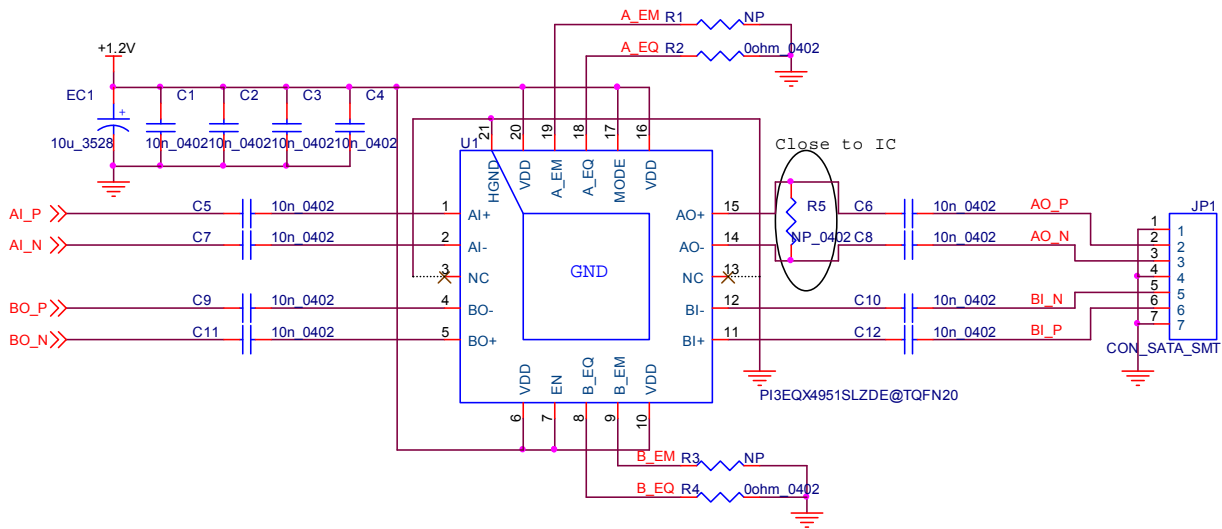 A_EM R1 NP
A_EQ R2 0ohm_0402
+1.2V
EC1 C1 C2 C3 C4
10u_3528 10n_0402 10n_0402 10n_0402 10n_0402
U1
21 20 19 18 17 16
HGND VDD A_EM A_EQ MODE VDD
Close to IC
AI_P C5 10n_0402 1 AI+ AO+ 15 R5 C6 10n_0402 AO_P JP1
AI_N C7 10n_0402 2 AI- AO- 14 NP_0402 C8 10n_0402 AO_N
3 NC GND NC 13
BO_P C9 10n_0402 4 BO- BI- 12 C10 10n_0402 BI_N
BO_N C11 10n_0402 5 BO+ BI+ 11 C12 10n_0402 BI_P
1 1
2 2
3 3
4 4
5 5
6 6
7 7
CON_SATA_SMT
VDD EN B_EQ B_EM VDD
6 7 8 9 10
PI3EQX4951SLZDE@TQFN20
B_EM R3 NP
B_EQ R4 0ohm_0402